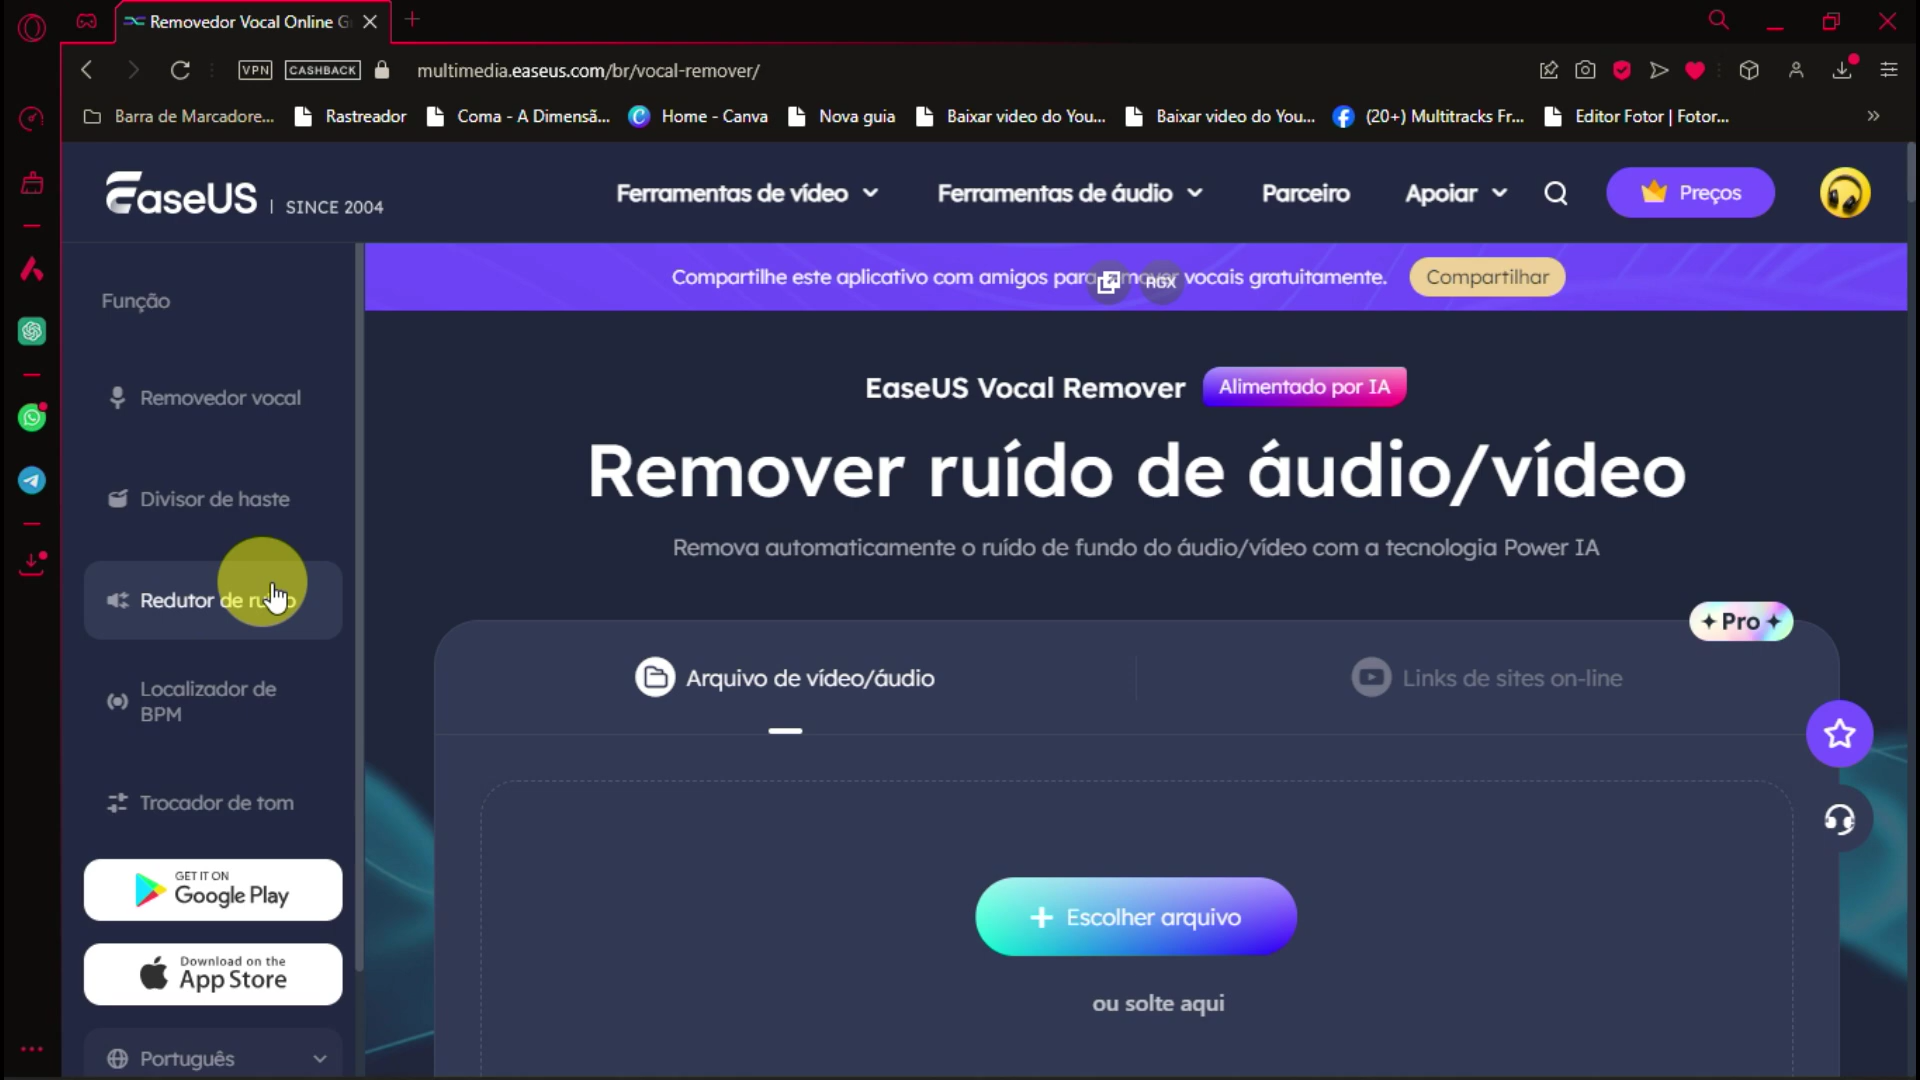 Removedor Vocal Online G
VPN CASHBACK multimedia.easeus.com/br/vocal-remover/
Barra de Marcadore... Rastreador Coma - A Dimensã... Home - Canva Nova guia Baixar video do You... Baixar video do You... (20+) Multitracks Fr... Editor Fotor | Fotor...
EaseUS | SINCE 2004 Ferramentas de vídeo Ferramentas de áudio Parceiro Apoiar Preços
Compartilhe este aplicativo com amigos para vocais gratuitamente. Compartilhar
RGX
Função
Removedor vocal
Divisor de haste
Redutor de
Localizador de
BPM
Trocador de tom
GET IT ON
Google Play
Download on the
App Store
Português
EaseUS Vocal Remover Alimentado por IA
Remover ruído de áudio/vídeo
Remova automaticamente o ruído de fundo do áudio/vídeo com a tecnologia Power IA
Pro
Arquivo de vídeo/áudio Links de sites on-line
+ Escolher arquivo
ou solte aqui